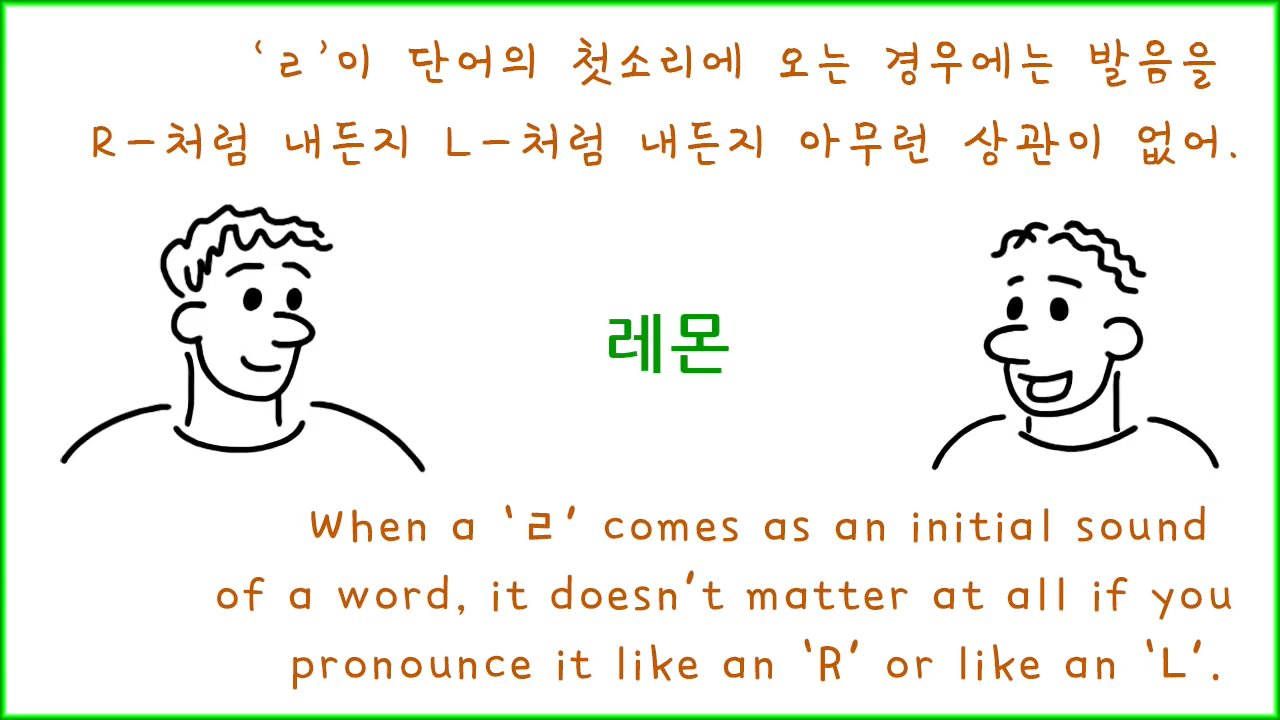 ‘ㄹ’이 단어의 첫소리에 오는 경우에는 발음을
R-처럼 내든지 L-처럼 내든지 아무런 상관이 없어.
레몬
When a ‘ㄹ’ comes as an initial sound
of a word, it doesn't matter at all if you
pronounce it like an ‘R’ or like an ‘L’.